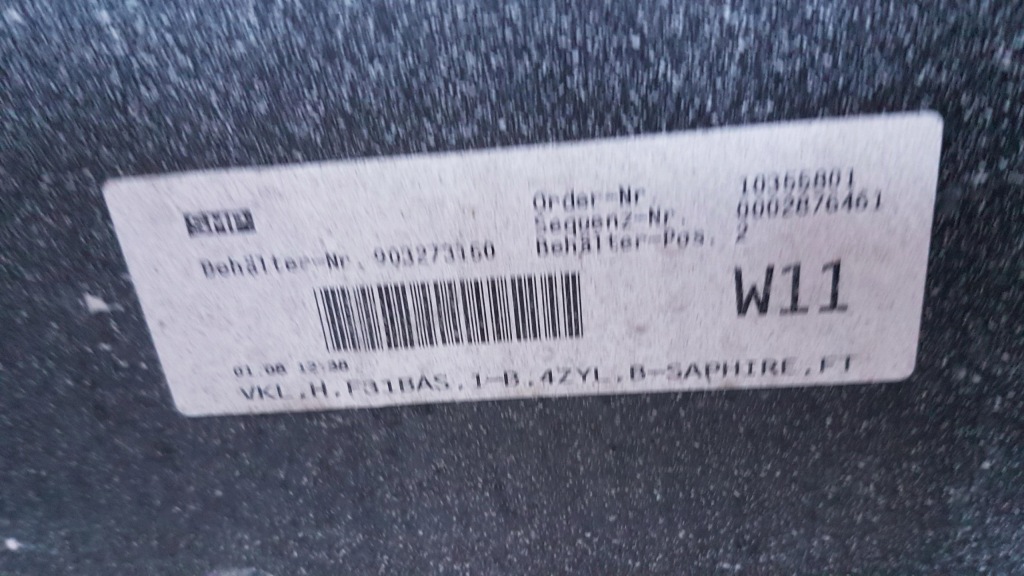 Order-Nr. 10355801
Sequenz-Nr. 0002876461
Behälter-Pos. 2
Behälter-Nr. 903273160
W11
01.08 12:38
VKL,H,F31BAS,1-B,4ZYL,B-SAPHIRE,FT